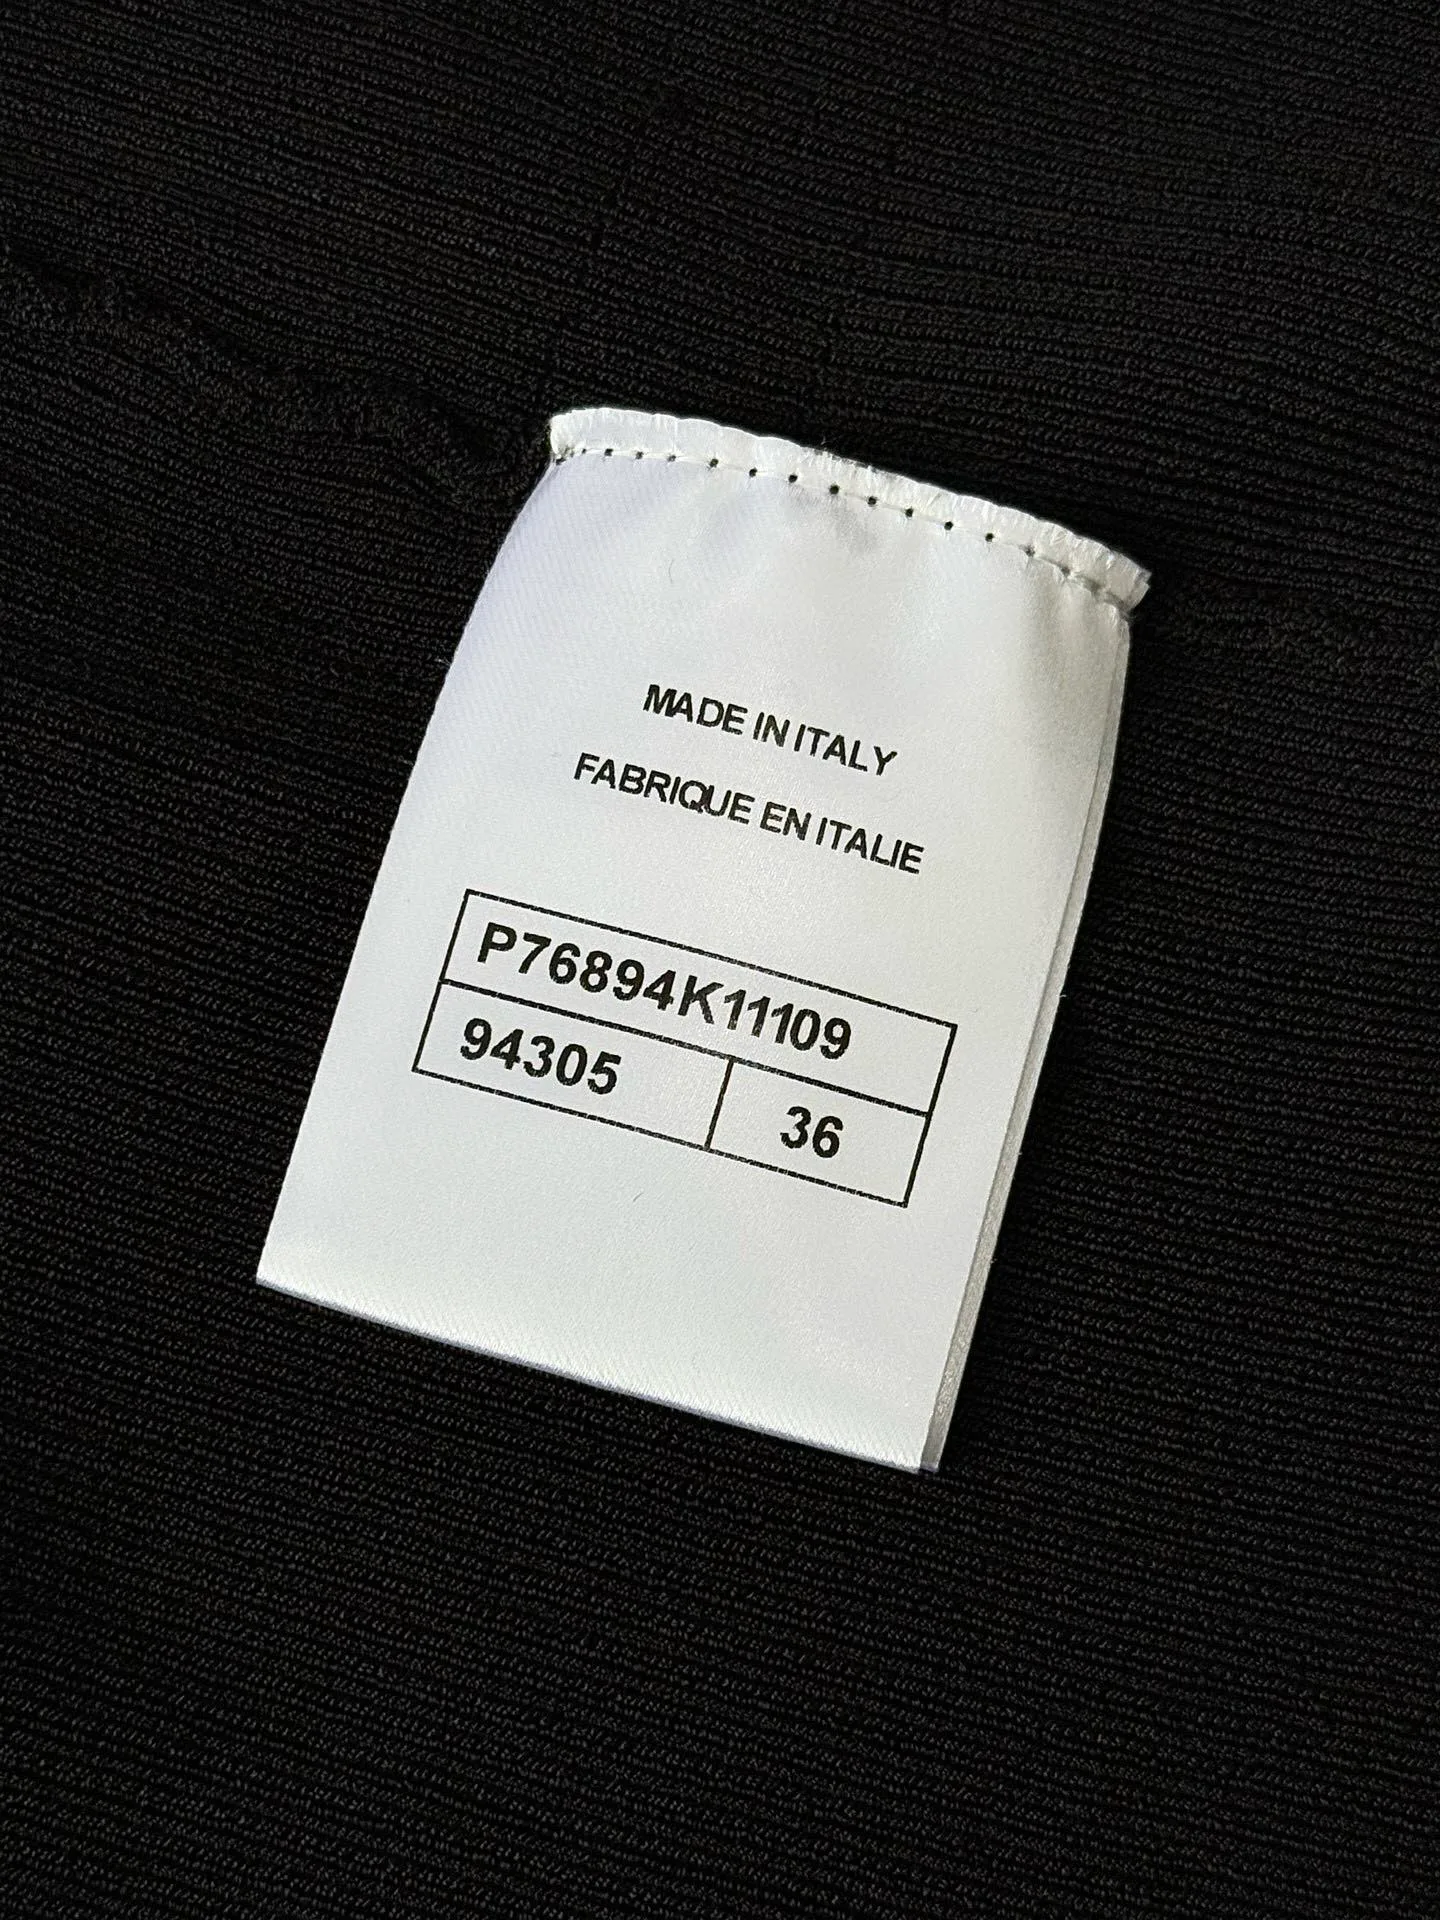 MADE IN ITALY
FABRIQUE EN ITALIE
P76894K11109
94305 36